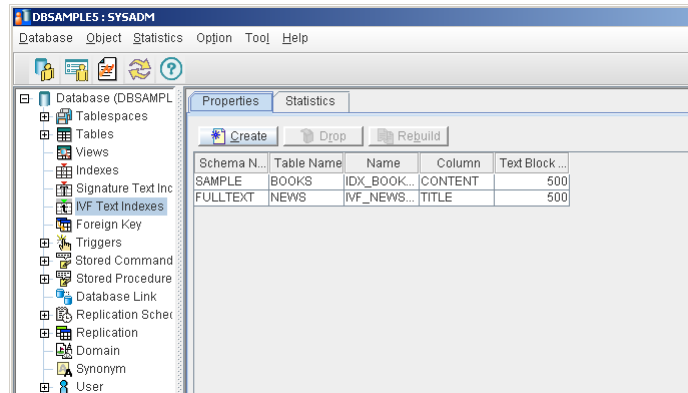 DBSAMPLE5 : SYSADM
Database Object Statistics Option Tool Help
Database (DBSAMPL
Tablespaces
Tables
Views
Indexes
Signature Text Inc
IVF Text Indexes
Foreign Key
Triggers
Stored Command
Stored Procedure
Database Link
Replication Sched
Replication
Domain
Synonym
User
Properties Statistics
Create Drop Rebuild
Schema N... Table Name Name Column Text Block ...
SAMPLE BOOKS IDX_BOOK... CONTENT 500
FULLTEXT NEWS IVF_NEWS... TITLE 500